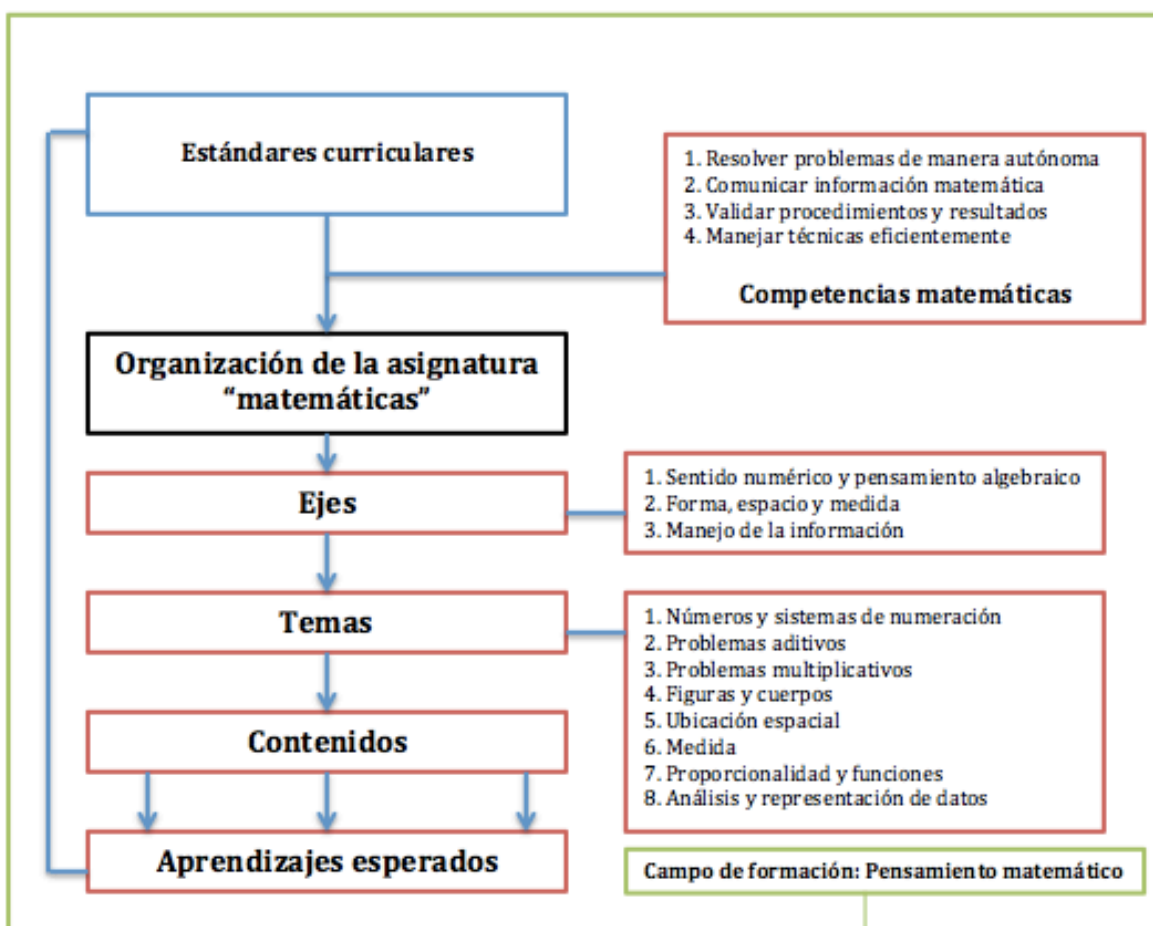 Estándares curriculares
1. Resolver problemas de manera autónoma
2. Comunicar información matemática
3. Validar procedimientos y resultados
4. Manejar técnicas eficientemente
Competencias matemáticas
Organización de la asignatura
“matemáticas”
Ejes
1. Sentido numérico y pensamiento algebraico
2. Forma, espacio y medida
3. Manejo de la información
Temas
1. Números y sistemas de numeración
2. Problemas aditivos
3. Problemas multiplicativos
4. Figuras y cuerpos
5. Ubicación espacial
6. Medida
7. Proporcionalidad y funciones
8. Análisis y representación de datos
Contenidos
Aprendizajes esperados
Campo de formación: Pensamiento matemático